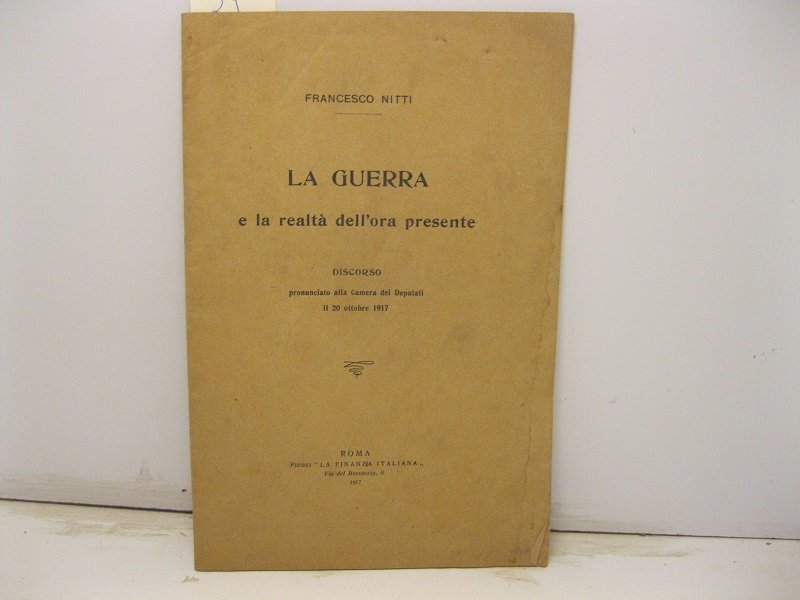 FRANCESCO NITTI
LA GUERRA
e la realtà dell'ora presente
DISCORSO
pronunciato alla Camera dei Deputati
il 20 ottobre 1917
ROMA
PRESSO "LA FINANZIA ITALIANA„
Via del Boccaccio, 8
1917